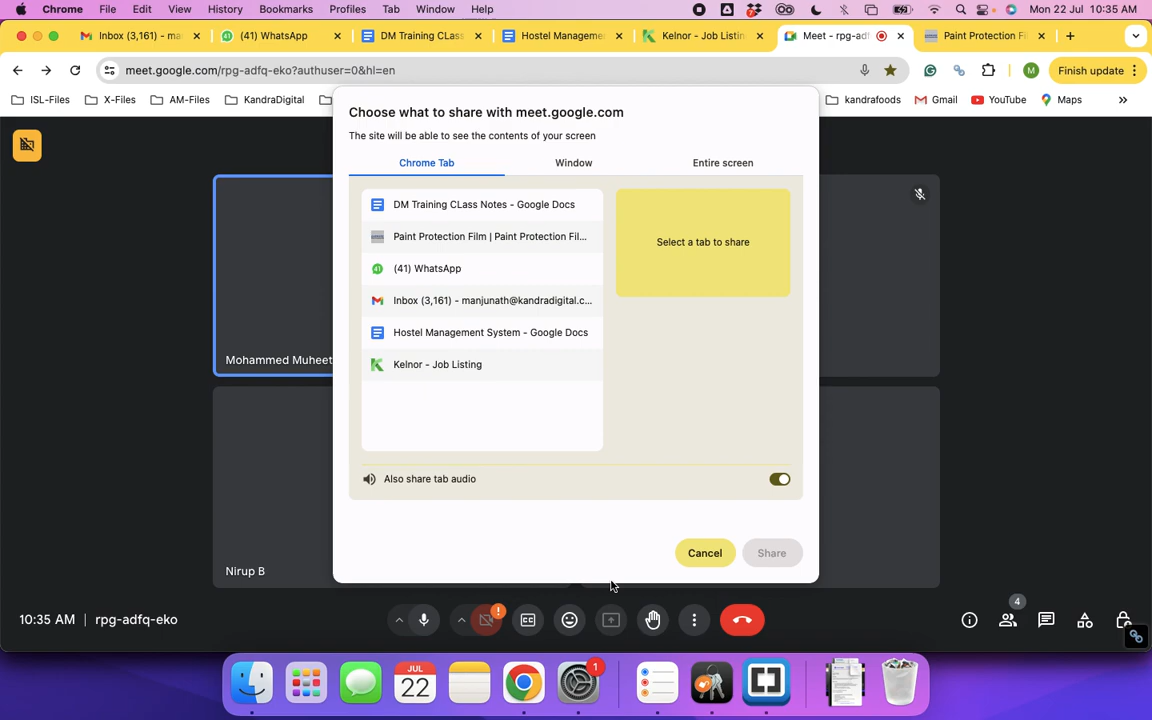 Chrome File Edit View History Bookmarks Profiles Tab Window Help Mon 22 Jul 10:35 AM
Inbox (3,161) - ma (41) WhatsApp DM Training CLass Hostel Manageme Kelnor - Job Listin Meet - rpg-adf Paint Protection Fi
meet.google.com/rpg-adfq-eko?authuser=0&hl=en M Finish update
ISL-Files X-Files AM-Files KandraDigital kandrafoods Gmail YouTube Maps
Choose what to share with meet.google.com
The site will be able to see the contents of your screen
Chrome Tab Window Entire screen
DM Training CLass Notes - Google Docs
Paint Protection Film | Paint Protection Fil...
Select a tab to share
(41) WhatsApp
Inbox (3,161) - manjunath@kandradigital.c...
Hostel Management System - Google Docs
Kelnor - Job Listing
Mohammed Muheet
Also share tab audio
Cancel Share
Nirup B
10:35 AM | rpg-adfq-eko
4
JUL
22
1